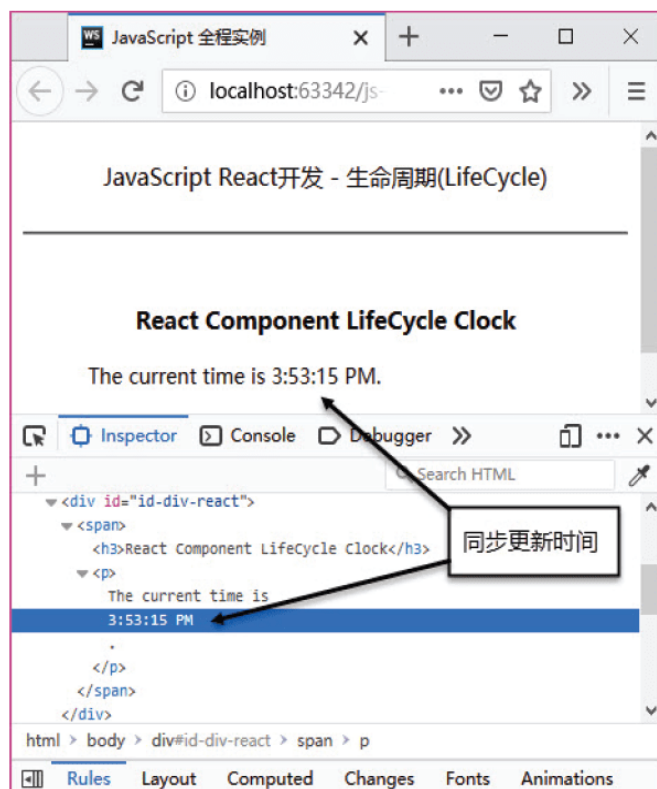 WS JavaScript 全程实例
localhost:63342/js-
JavaScript React开发 - 生命周期(LifeCycle)
React Component LifeCycle Clock
The current time is 3:53:15 PM.
Inspector Console Debugger
Search HTML
<div id="id-div-react">
<span>
<h3>React Component LifeCycle Clock</h3>
<p>
The current time is
3:53:15 PM
.
</p>
</span>
</div>
同步更新时间
html > body > div#id-div-react > span > p
Rules Layout Computed Changes Fonts Animations